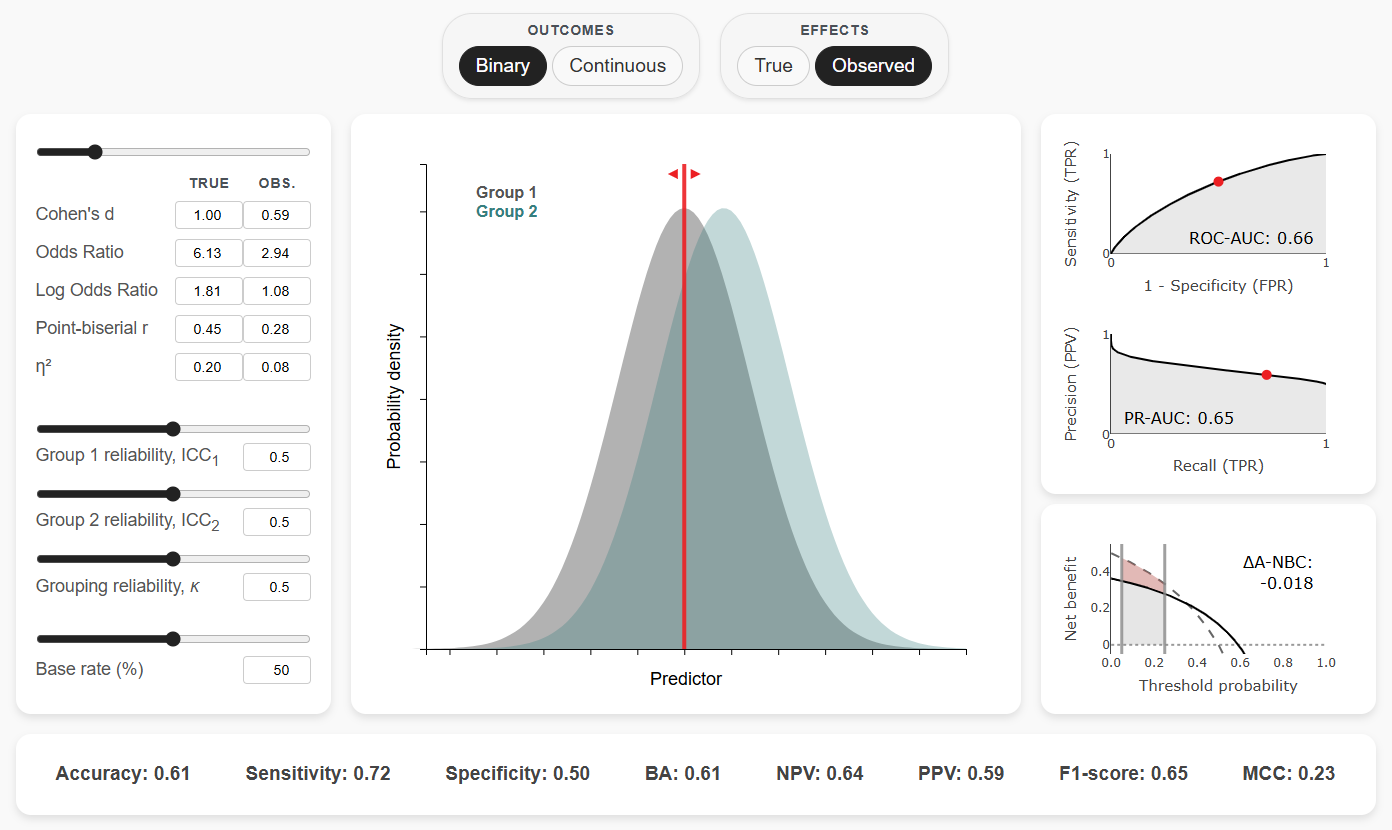 OUTCOMES
Binary Continuous
EFFECTS
True Observed
TRUE OBS.
Cohen's d 1.00 0.59
Odds Ratio 6.13 2.94
Log Odds Ratio 1.81 1.08
Point-biserial r 0.45 0.28
η² 0.20 0.08
Group 1 reliability, ICC1 0.5
Group 2 reliability, ICC2 0.5
Grouping reliability, κ 0.5
Base rate (%) 50
Group 1
Group 2
Probability density
Predictor
Sensitivity (TPR)
1
0
ROC-AUC: 0.66
0 1
1 - Specificity (FPR)
Precision (PPV)
1
0
PR-AUC: 0.65
0 1
Recall (TPR)
Net benefit
0.4
0.2
0
ΔA-NBC:
-0.018
0.0 0.2 0.4 0.6 0.8 1.0
Threshold probability
Accuracy: 0.61 Sensitivity: 0.72 Specificity: 0.50 BA: 0.61 NPV: 0.64 PPV: 0.59 F1-score: 0.65 MCC: 0.23